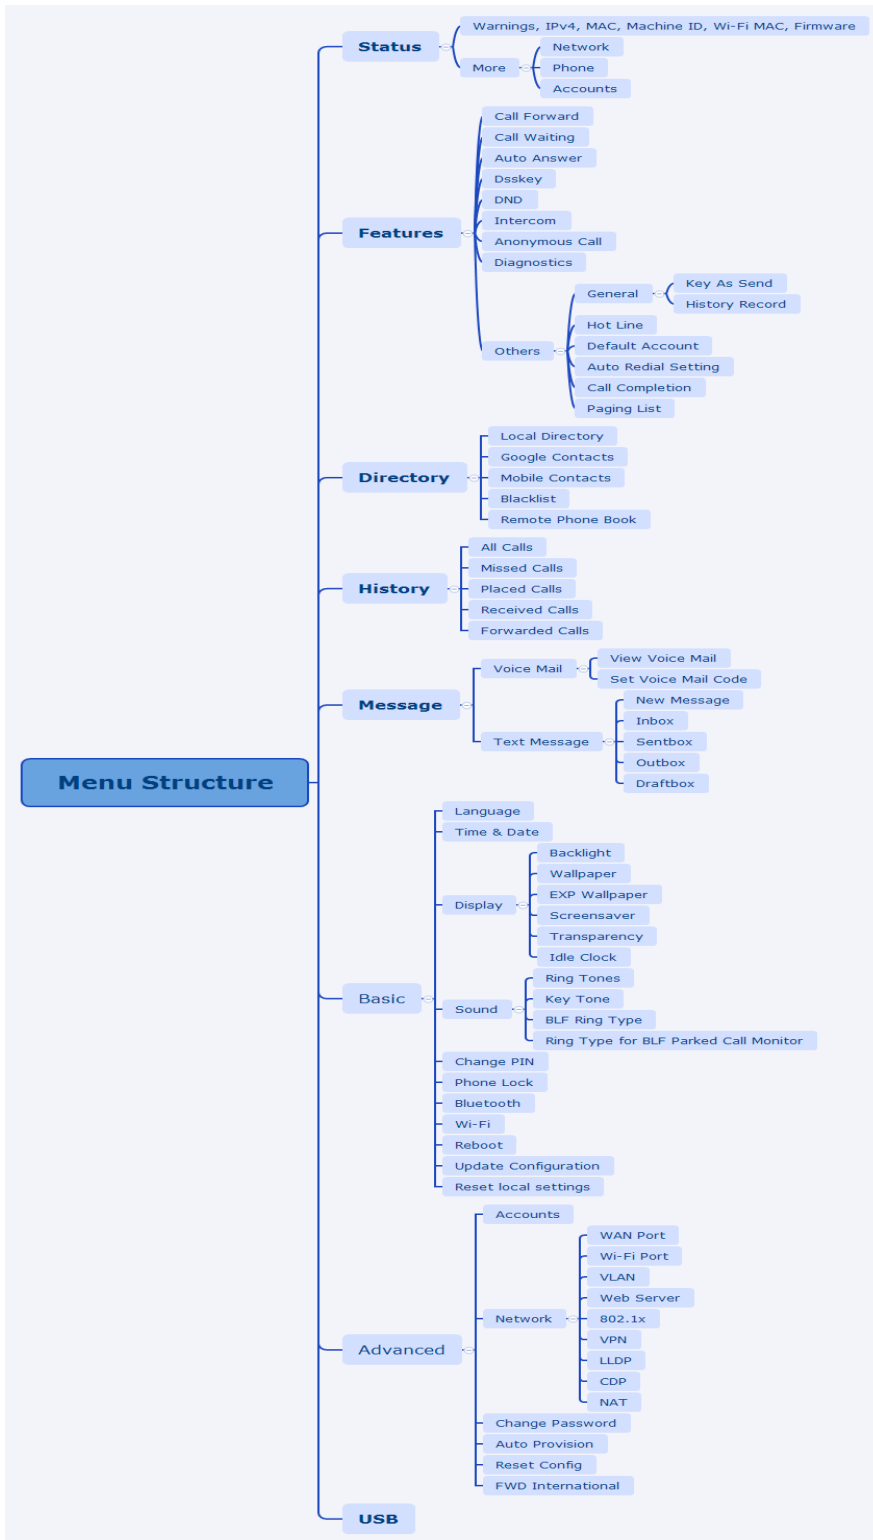 Menu Structure
Status
Warnings, IPv4, MAC, Machine ID, Wi-Fi MAC, Firmware
More
Network
Phone
Accounts
Features
Call Forward
Call Waiting
Auto Answer
Dsskey
DND
Intercom
Anonymous Call
Diagnostics
Others
General
Key As Send
History Record
Hot Line
Default Account
Auto Redial Setting
Call Completion
Paging List
Directory
Local Directory
Google Contacts
Mobile Contacts
Blacklist
Remote Phone Book
History
All Calls
Missed Calls
Placed Calls
Received Calls
Forwarded Calls
Message
Voice Mail
View Voice Mail
Set Voice Mail Code
Text Message
New Message
Inbox
Sentbox
Outbox
Draftbox
Basic
Language
Time & Date
Display
Backlight
Wallpaper
EXP Wallpaper
Screensaver
Transparency
Idle Clock
Sound
Ring Tones
Key Tone
BLF Ring Type
Ring Type for BLF Parked Call Monitor
Change PIN
Phone Lock
Bluetooth
Wi-Fi
Reboot
Update Configuration
Reset local settings
Advanced
Accounts
Network
WAN Port
Wi-Fi Port
VLAN
Web Server
802.1x
VPN
LLDP
CDP
NAT
Change Password
Auto Provision
Reset Config
FWD International
USB